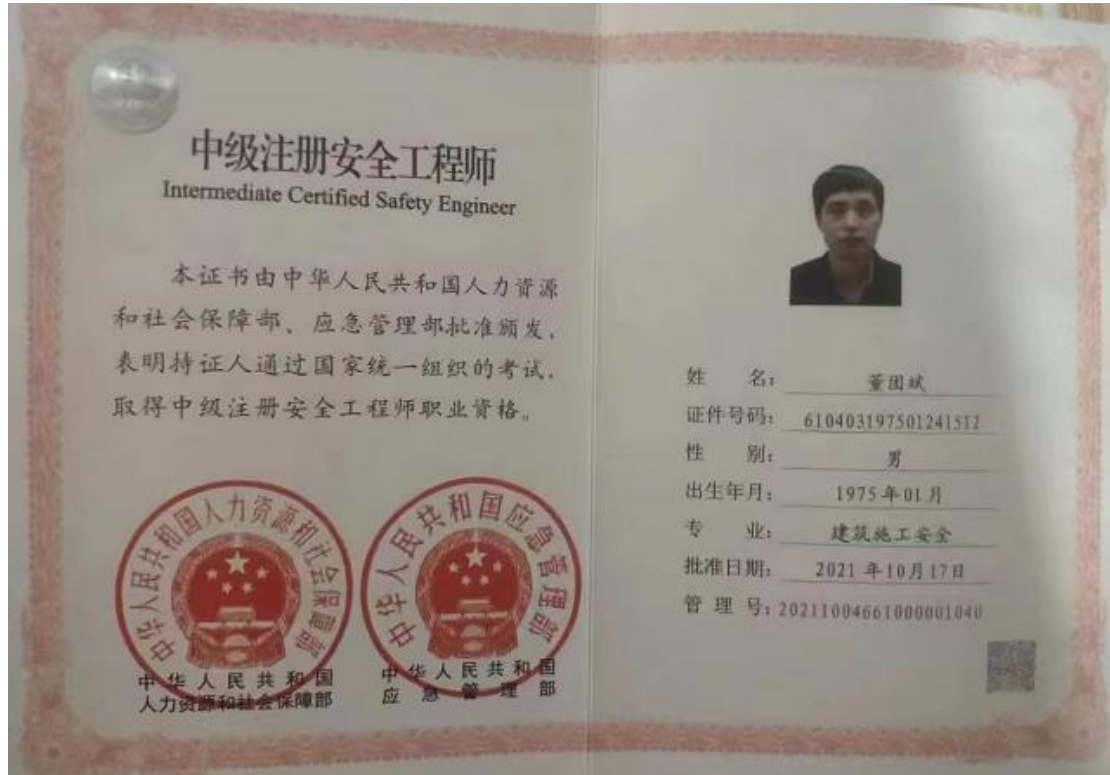 中级注册安全工程师
Intermediate Certified Safety Engineer
本证书由中华人民共和国人力资源
和社会保障部、应急管理部批准颁发，
表明持证人通过国家统一组织的考试，
取得中级注册安全工程师职业资格。
中华人民共和国人力资源和社会保障部
中华人民共和国
人力资源和社会保障部
中华人民共和国应急管理部
中华人民共和国
应急管理部
姓名：董团斌
证件号码：610403197501241512
性别：男
出生年月：1975年01月
专业：建筑施工安全
批准日期：2021年10月17日
管理号：20211004661000001040